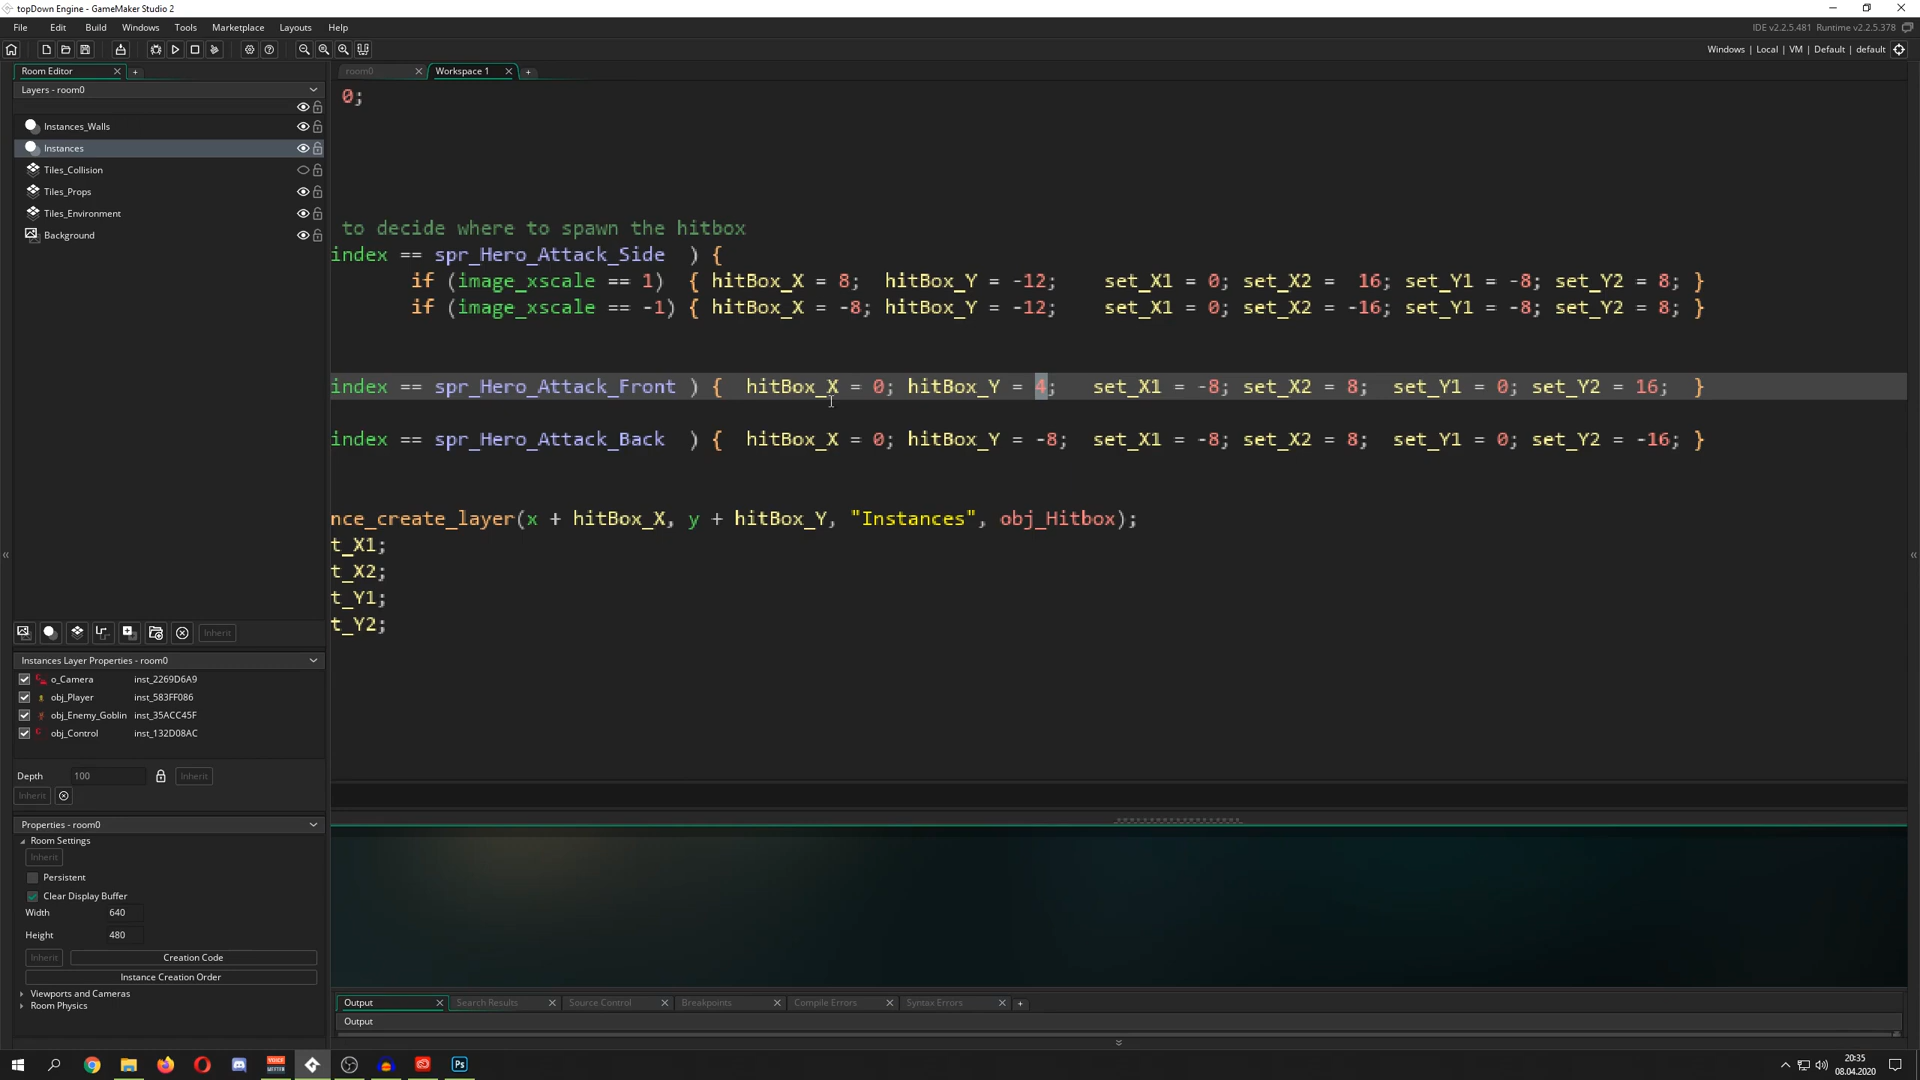 topDown Engine - GameMaker Studio 2
File Edit Build Windows Tools Marketplace Layouts Help
IDE v2.2.5.481 Runtime v2.2.5.378
Windows | Local | VM | Default | default
Room Editor
Layers - room0
Instances_Walls
Instances
Tiles_Collision
Tiles_Props
Tiles_Environment
Background
Inherit
Instances Layer Properties - room0
o_Camera inst_2269D6A9
obj_Player inst_583FF086
obj_Enemy_Goblin inst_35ACC45F
obj_Control inst_132D08AC
Depth 100 Inherit
Inherit
Properties - room0
Room Settings
Inherit
Persistent
Clear Display Buffer
Width 640
Height 480
Inherit Creation Code
Instance Creation Order
Viewports and Cameras
Room Physics
room0 Workspace 1
0;
to decide where to spawn the hitbox
index == spr_Hero_Attack_Side ) {
if (image_xscale == 1) { hitBox_X = 8; hitBox_Y = -12; set_X1 = 0; set_X2 = 16; set_Y1 = -8; set_Y2 = 8; }
if (image_xscale == -1) { hitBox_X = -8; hitBox_Y = -12; set_X1 = 0; set_X2 = -16; set_Y1 = -8; set_Y2 = 8; }
index == spr_Hero_Attack_Front ) { hitBox_X = 0; hitBox_Y = 4; set_X1 = -8; set_X2 = 8; set_Y1 = 0; set_Y2 = 16; }
index == spr_Hero_Attack_Back ) { hitBox_X = 0; hitBox_Y = -8; set_X1 = -8; set_X2 = 8; set_Y1 = 0; set_Y2 = -16; }
nce_create_layer(x + hitBox_X, y + hitBox_Y, "Instances", obj_Hitbox);
t_X1;
t_X2;
t_Y1;
t_Y2;
Output Search Results Source Control Breakpoints Compile Errors Syntax Errors
Output
Ps
20:35
08.04.2020